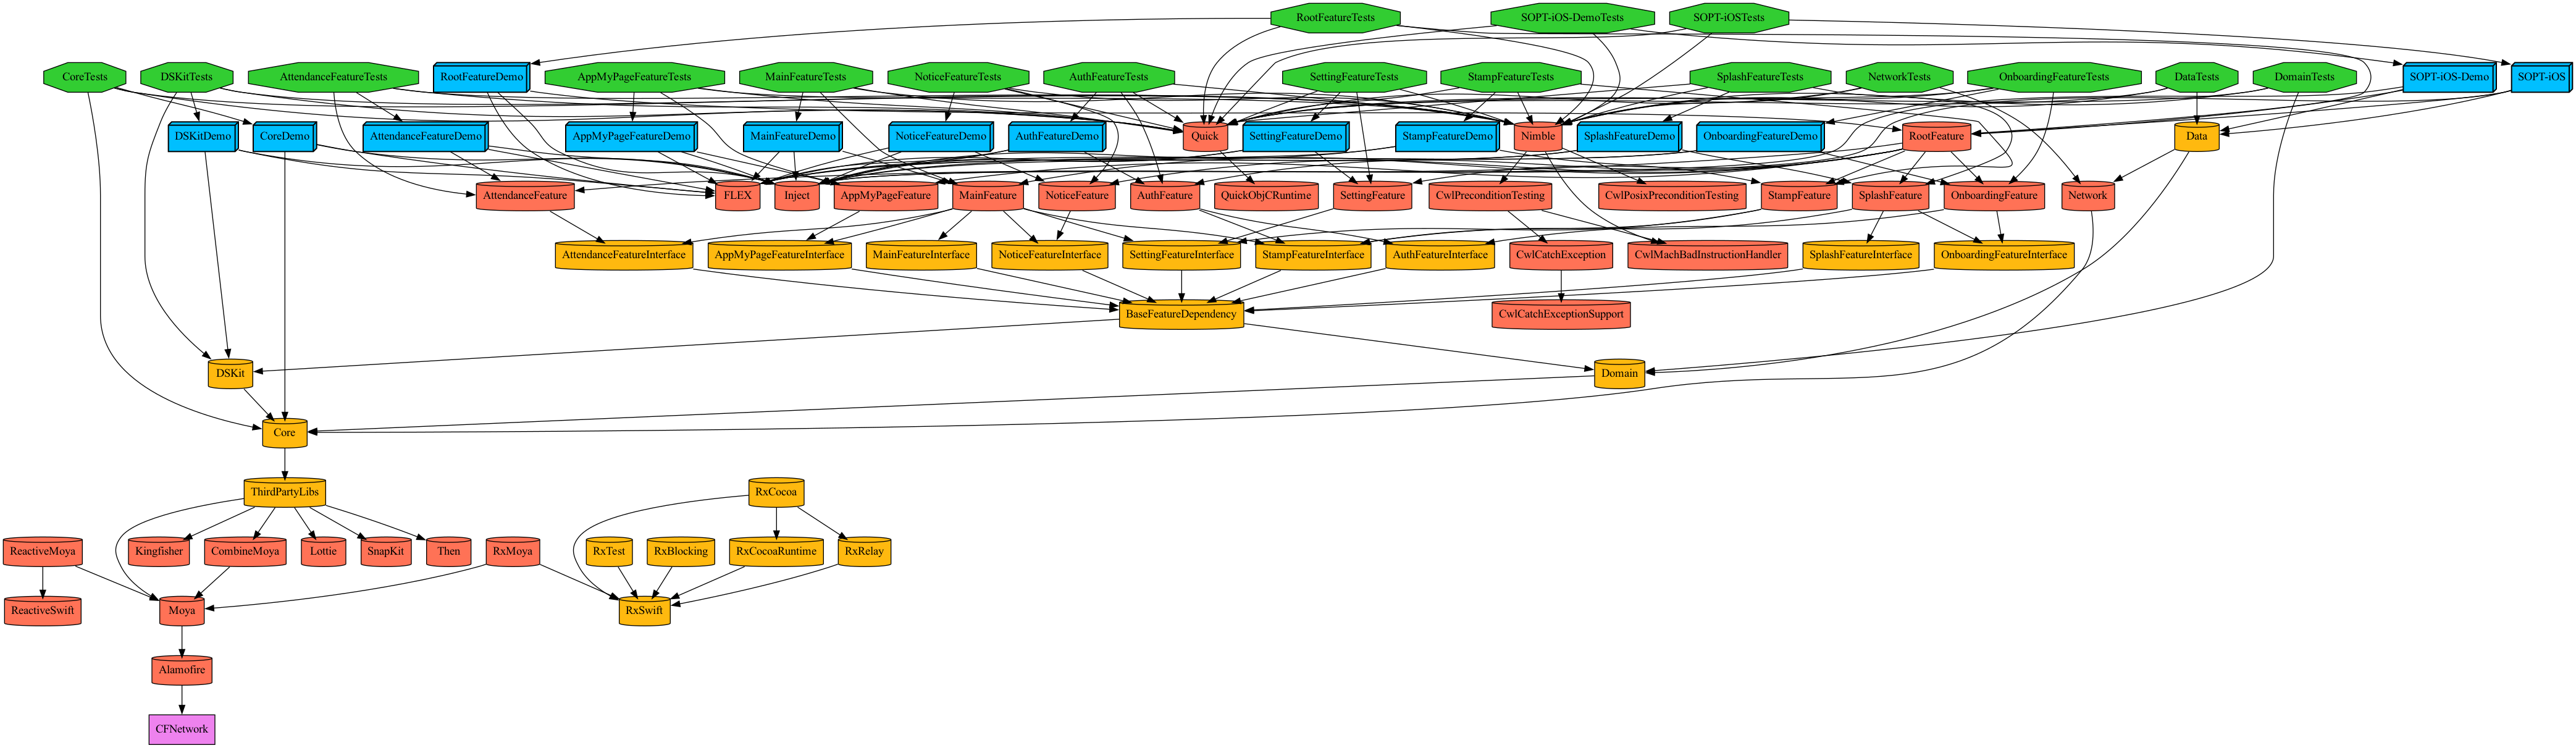 RootFeatureTests
SOPT-iOS-DemoTests
SOPT-iOSTests
CoreTests
DSKitTests
AttendanceFeatureTests
RootFeatureDemo
AppMyPageFeatureTests
MainFeatureTests
NoticeFeatureTests
AuthFeatureTests
SettingFeatureTests
StampFeatureTests
SplashFeatureTests
NetworkTests
OnboardingFeatureTests
DataTests
DomainTests
SOPT-iOS-Demo
SOPT-iOS
DSKitDemo
CoreDemo
AttendanceFeatureDemo
AppMyPageFeatureDemo
MainFeatureDemo
NoticeFeatureDemo
AuthFeatureDemo
Quick
SettingFeatureDemo
StampFeatureDemo
Nimble
SplashFeatureDemo
OnboardingFeatureDemo
RootFeature
Data
AttendanceFeature
FLEX
Inject
AppMyPageFeature
MainFeature
NoticeFeature
AuthFeature
QuickObjCRuntime
SettingFeature
CwlPreconditionTesting
CwlPosixPreconditionTesting
StampFeature
SplashFeature
OnboardingFeature
Network
AttendanceFeatureInterface
AppMyPageFeatureInterface
MainFeatureInterface
NoticeFeatureInterface
SettingFeatureInterface
StampFeatureInterface
AuthFeatureInterface
CwlCatchException
CwlMachBadInstructionHandler
SplashFeatureInterface
OnboardingFeatureInterface
BaseFeatureDependency
CwlCatchExceptionSupport
DSKit
Domain
Core
ThirdPartyLibs
RxCocoa
ReactiveMoya
Kingfisher
CombineMoya
Lottie
SnapKit
Then
RxMoya
RxTest
RxBlocking
RxCocoaRuntime
RxRelay
ReactiveSwift
Moya
RxSwift
Alamofire
CFNetwork